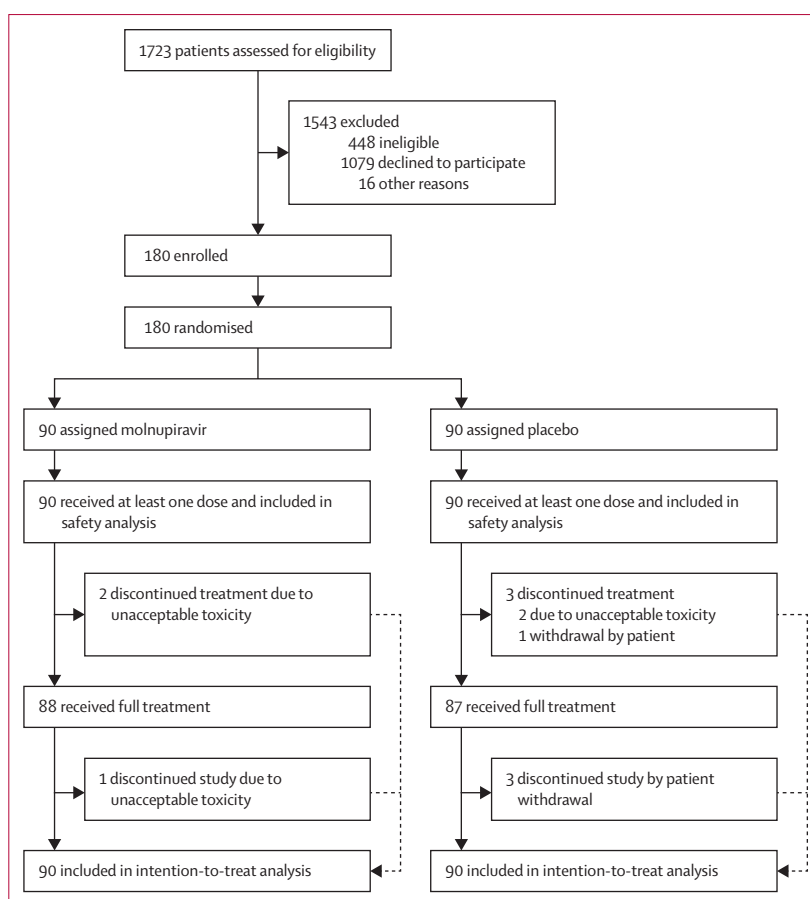 1723 patients assessed for eligibility
1543 excluded
448 ineligible
1079 declined to participate
16 other reasons
180 enrolled
180 randomised
90 assigned molnupiravir
90 assigned placebo
90 received at least one dose and included in
safety analysis
90 received at least one dose and included in
safety analysis
2 discontinued treatment due to
unacceptable toxicity
3 discontinued treatment
2 due to unacceptable toxicity
1 withdrawal by patient
88 received full treatment
87 received full treatment
1 discontinued study due to
unacceptable toxicity
3 discontinued study by patient
withdrawal
90 included in intention-to-treat analysis
90 included in intention-to-treat analysis